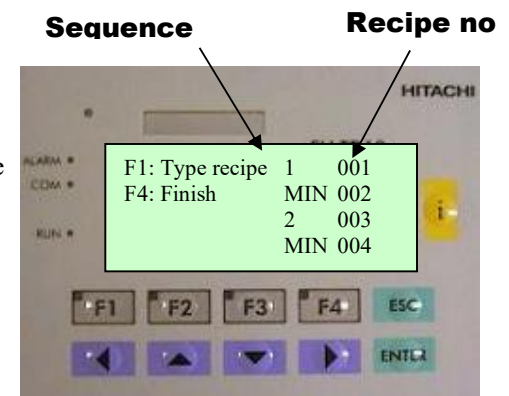 Sequence
Recipe no
HITACHI
ALARM
COM
RUN
F1: Type recipe 1 001
F4: Finish MIN 002
2 003
MIN 004
i
F1 F2 F3 F4 ESC
ENTER